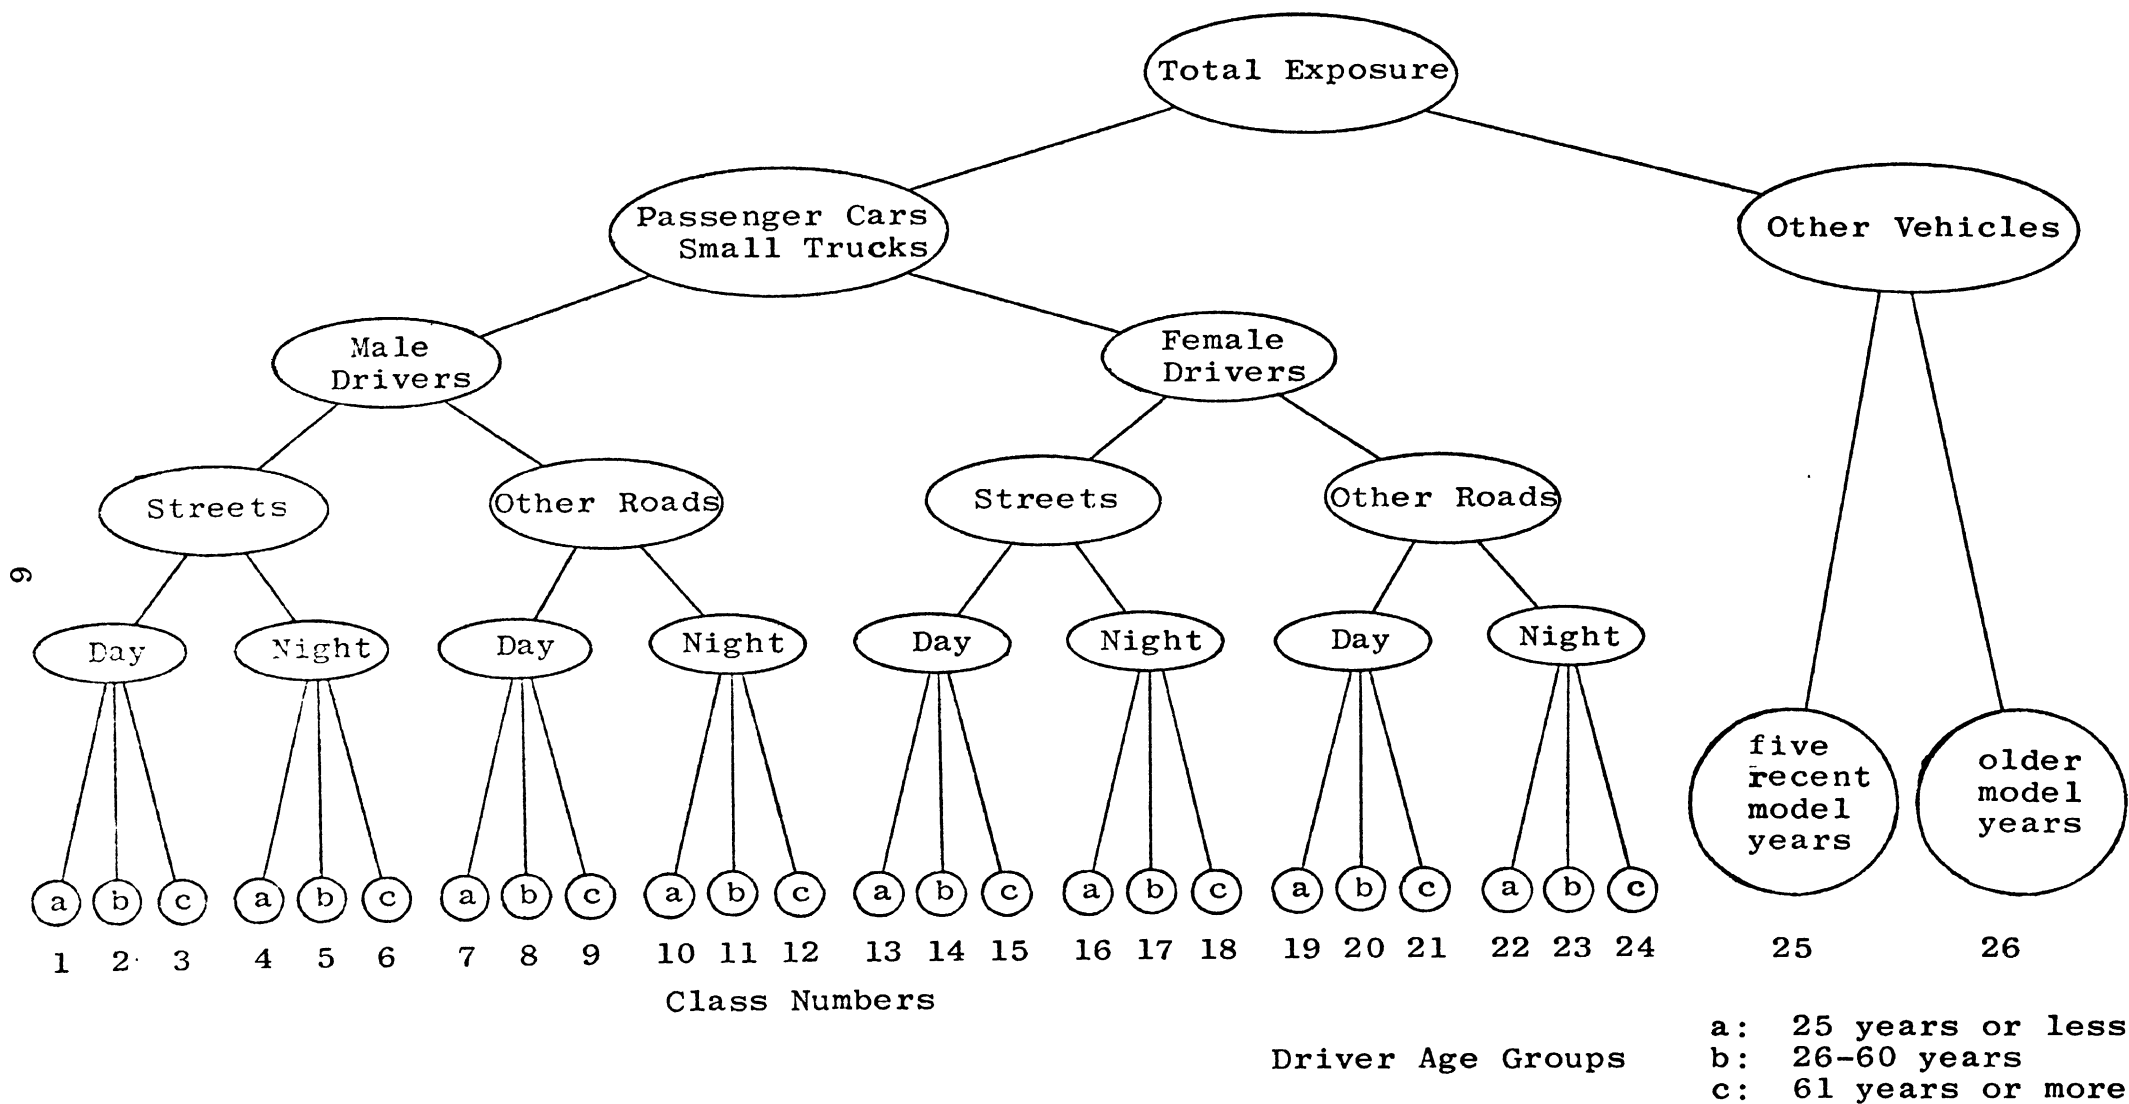 Total Exposure
Passenger Cars
Small Trucks
Other Vehicles
Male
Drivers
Female
Drivers
Streets
Other Roads
Streets
Other Roads
6
Day
Night
Day
Night
Day
Night
Day
Night
five
recent
model
years
older
model
years
a b c a b c a b c a b c a b c a b c a b c a b c
1 2 3 4 5 6 7 8 9 10 11 12 13 14 15 16 17 18 19 20 21 22 23 24 25 26
Class Numbers
Driver Age Groups
a: 25 years or less
b: 26-60 years
c: 61 years or more